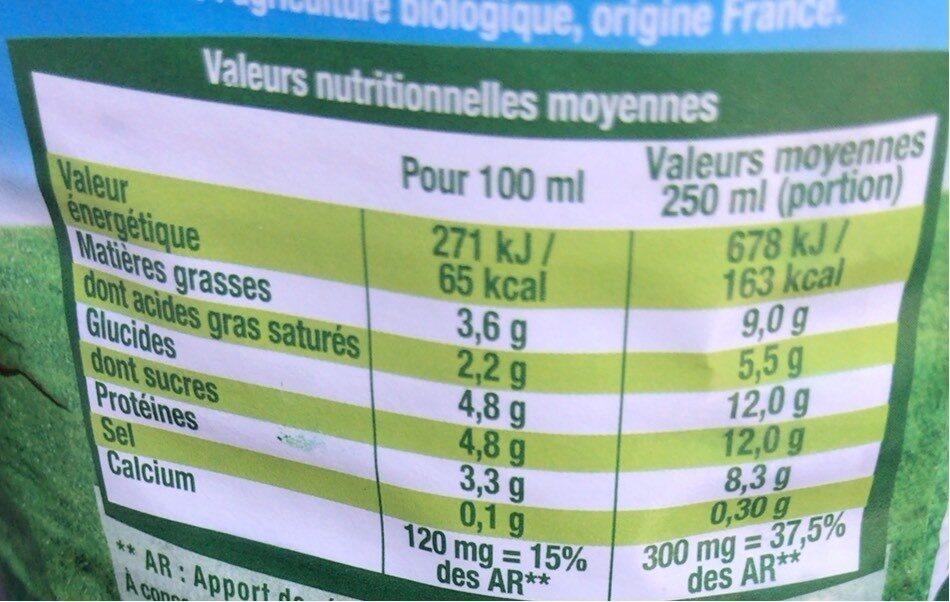 biologique, origine France.
Valeurs nutritionnelles moyennes
Pour 100 ml
Valeurs moyennes
250 ml (portion)
Valeur
énergétique
271 kJ /
65 kcal
678 kJ /
163 kcal
Matières grasses 3,6 g 9,0 g
dont acides gras saturés 2,2 g 5,5 g
Glucides 4,8 g 12,0 g
dont sucres 4,8 g 12,0 g
Protéines 3,3 g 8,3 g
Sel 0,1 g 0,30 g
Calcium
120 mg = 15%
des AR**
300 mg = 37,5%
des AR**
** AR : Apport
A